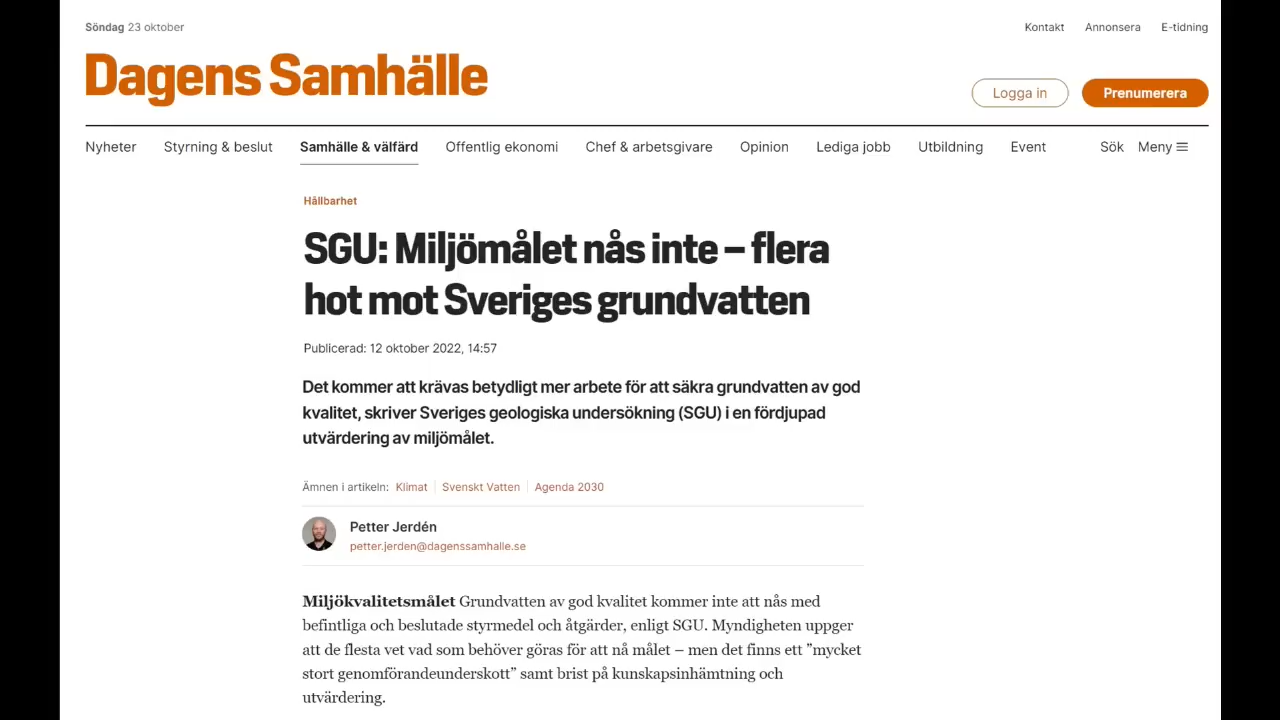 Söndag 23 oktober
Kontakt Annonsera E-tidning
Dagens Samhälle
Logga in Prenumerera
Nyheter Styrning & beslut Samhälle & välfärd Offentlig ekonomi Chef & arbetsgivare Opinion Lediga jobb Utbildning Event Sök Meny
Hållbarhet
SGU: Miljömålet nås inte – flera
hot mot Sveriges grundvatten
Publicerad: 12 oktober 2022, 14:57
Det kommer att krävas betydligt mer arbete för att säkra grundvatten av god
kvalitet, skriver Sveriges geologiska undersökning (SGU) i en fördjupad
utvärdering av miljömålet.
Ämnen i artikeln: Klimat Svenskt Vatten Agenda 2030
Petter Jerdén
petter.jerden@dagenssamhalle.se
Miljökvalitetsmålet Grundvatten av god kvalitet kommer inte att nås med
befintliga och beslutade styrmedel och åtgärder, enligt SGU. Myndigheten uppger
att de flesta vet vad som behöver göras för att nå målet – men det finns ett ”mycket
stort genomförandeunderskott” samt brist på kunskapsinhämtning och
utvärdering.